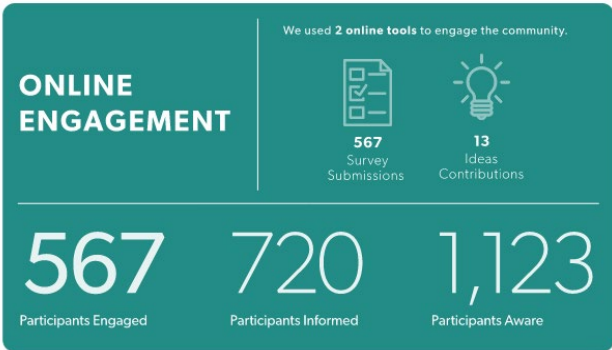 We used 2 online tools to engage the community.
ONLINE
ENGAGEMENT
567
Survey
Submissions
13
Ideas
Contributions
567
Participants Engaged
720
Participants Informed
1,123
Participants Aware